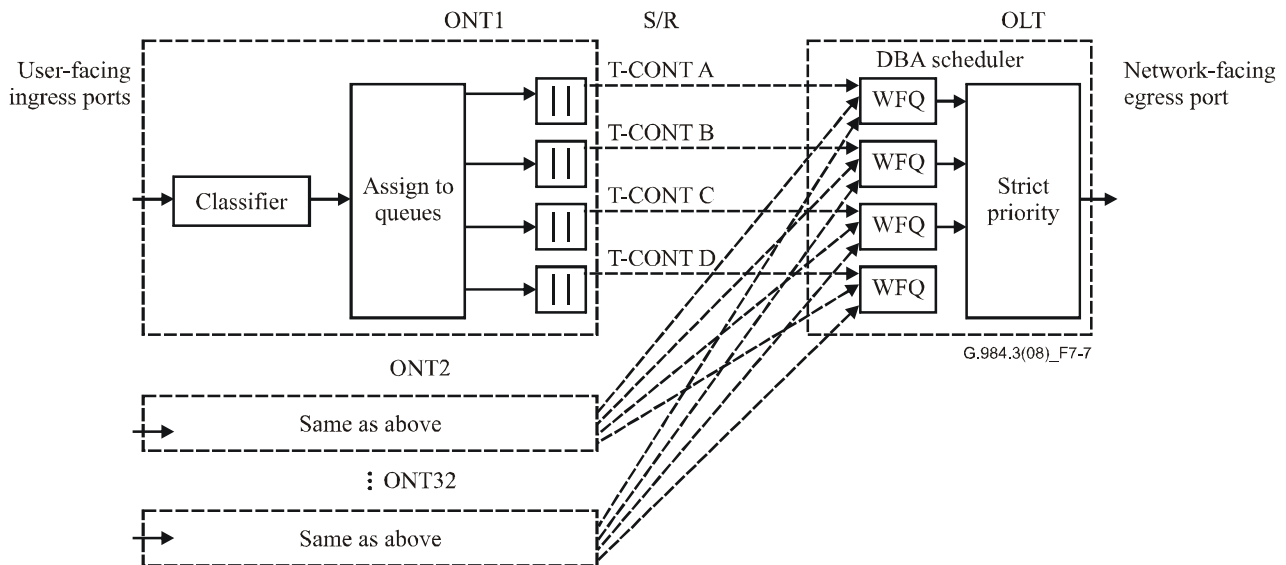 ONT1
S/R
OLT
User-facing
ingress ports
DBA scheduler
Network-facing
egress port
T-CONT A
WFQ
T-CONT B
WFQ
Classifier
Assign to
queues
Strict
priority
T-CONT C
WFQ
T-CONT D
WFQ
G.984.3(08)_F7-7
ONT2
Same as above
⋮ ONT32
Same as above